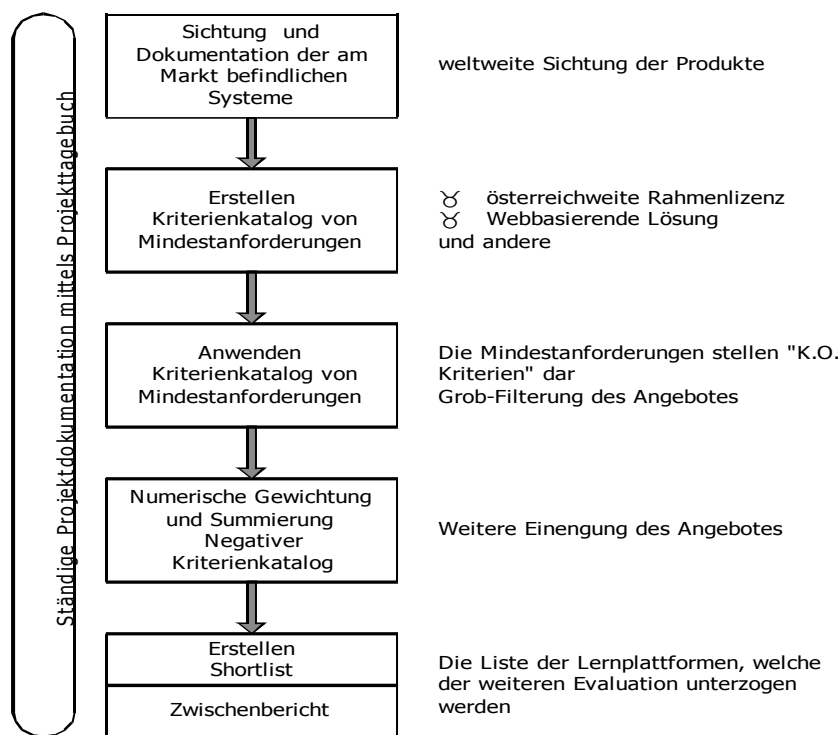 Ständige Projektdokumentation mittels Projekttagebuch
Sichtung und
Dokumentation der am
Markt befindlichen
Systeme
weltweite Sichtung der Produkte
Erstellen
Kriterienkatalog von
Mindestanforderungen
♉ österreichweite Rahmenlizenz
♉ Webbasierende Lösung
und andere
Anwenden
Kriterienkatalog von
Mindestanforderungen
Die Mindestanforderungen stellen "K.O.
Kriterien" dar
Grob-Filterung des Angebotes
Numerische Gewichtung
und Summierung
Negativer
Kriterienkatalog
Weitere Einengung des Angebotes
Erstellen
Shortlist
Zwischenbericht
Die Liste der Lernplattformen, welche
der weiteren Evaluation unterzogen
werden